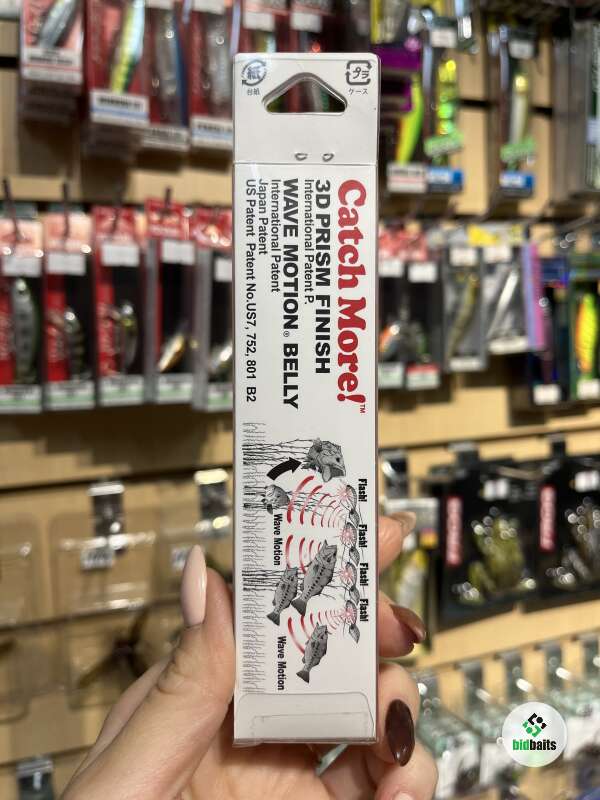 紙
台紙
プラ
ケース
Catch More!™
3D PRISM FINISH
International Patent P.
WAVE MOTION® BELLY
International Patent
Japan Patent
US Patent Patent No.US7, 752, 801 B2
Flash!
Flash!
Flash!
Flash!
Wave Motion
Wave Motion
bidbaits